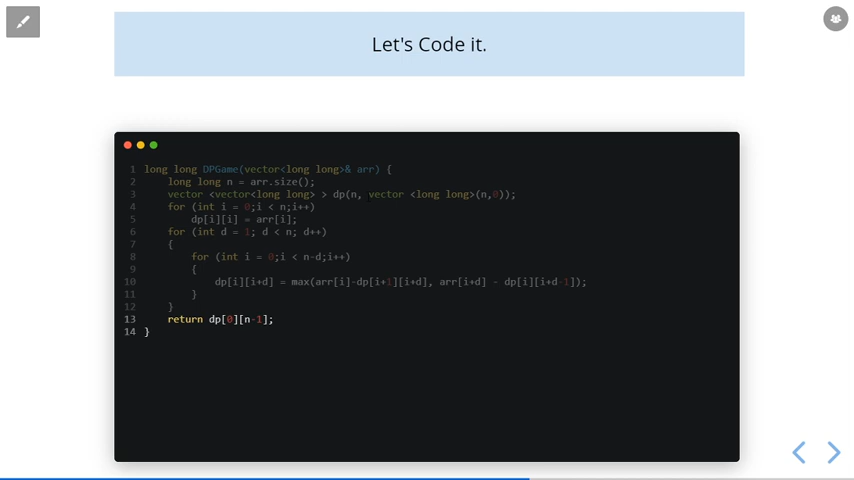 Let's Code it.
1 long long DPGame(vector<long long>& arr) {
2 long long n = arr.size();
3 vector <vector<long long> > dp(n, vector <long long>(n,0));
4 for (int i = 0;i < n;i++)
5 dp[i][i] = arr[i];
6 for (int d = 1; d < n; d++)
7 {
8 for (int i = 0;i < n-d;i++)
9 {
10 dp[i][i+d] = max(arr[i]-dp[i+1][i+d], arr[i+d] - dp[i][i+d-1]);
11 }
12 }
13 return dp[0][n-1];
14 }